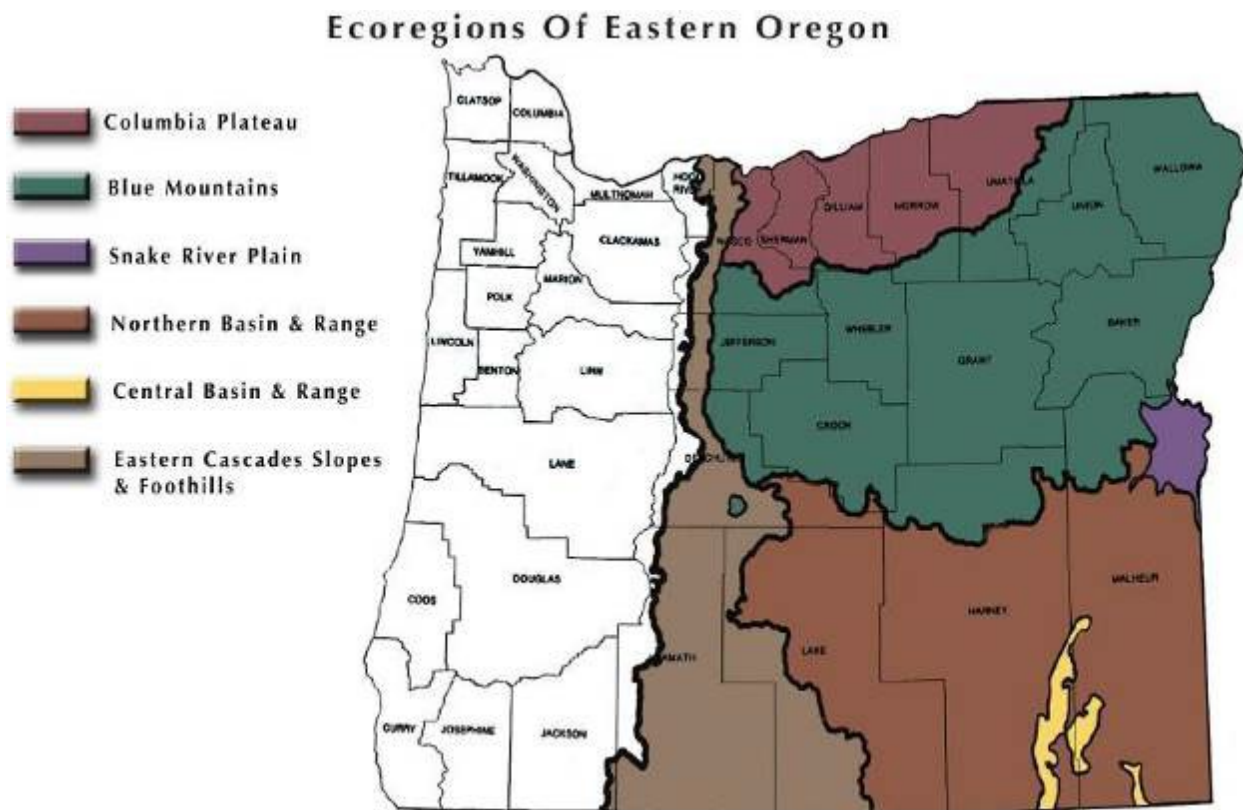 Ecoregions Of Eastern Oregon
Columbia Plateau
Blue Mountains
Snake River Plain
Northern Basin & Range
Central Basin & Range
Eastern Cascades Slopes
& Foothills
CLATSOP
COLUMBIA
TILLAMOOK
WASHINGTON
MULTNOMAH
HOOD
RIVER
YAMHILL
CLACKAMAS
WASCO
SHERMAN
GILLIAM
MORROW
UMATILLA
UNION
WALLOWA
POLK
MARION
LINCOLN
BENTON
LINN
JEFFERSON
WHEELER
GRANT
BAKER
LANE
CROOK
COOS
DOUGLAS
HARNEY
MALHEUR
LAKE
CURRY
JOSEPHINE
JACKSON